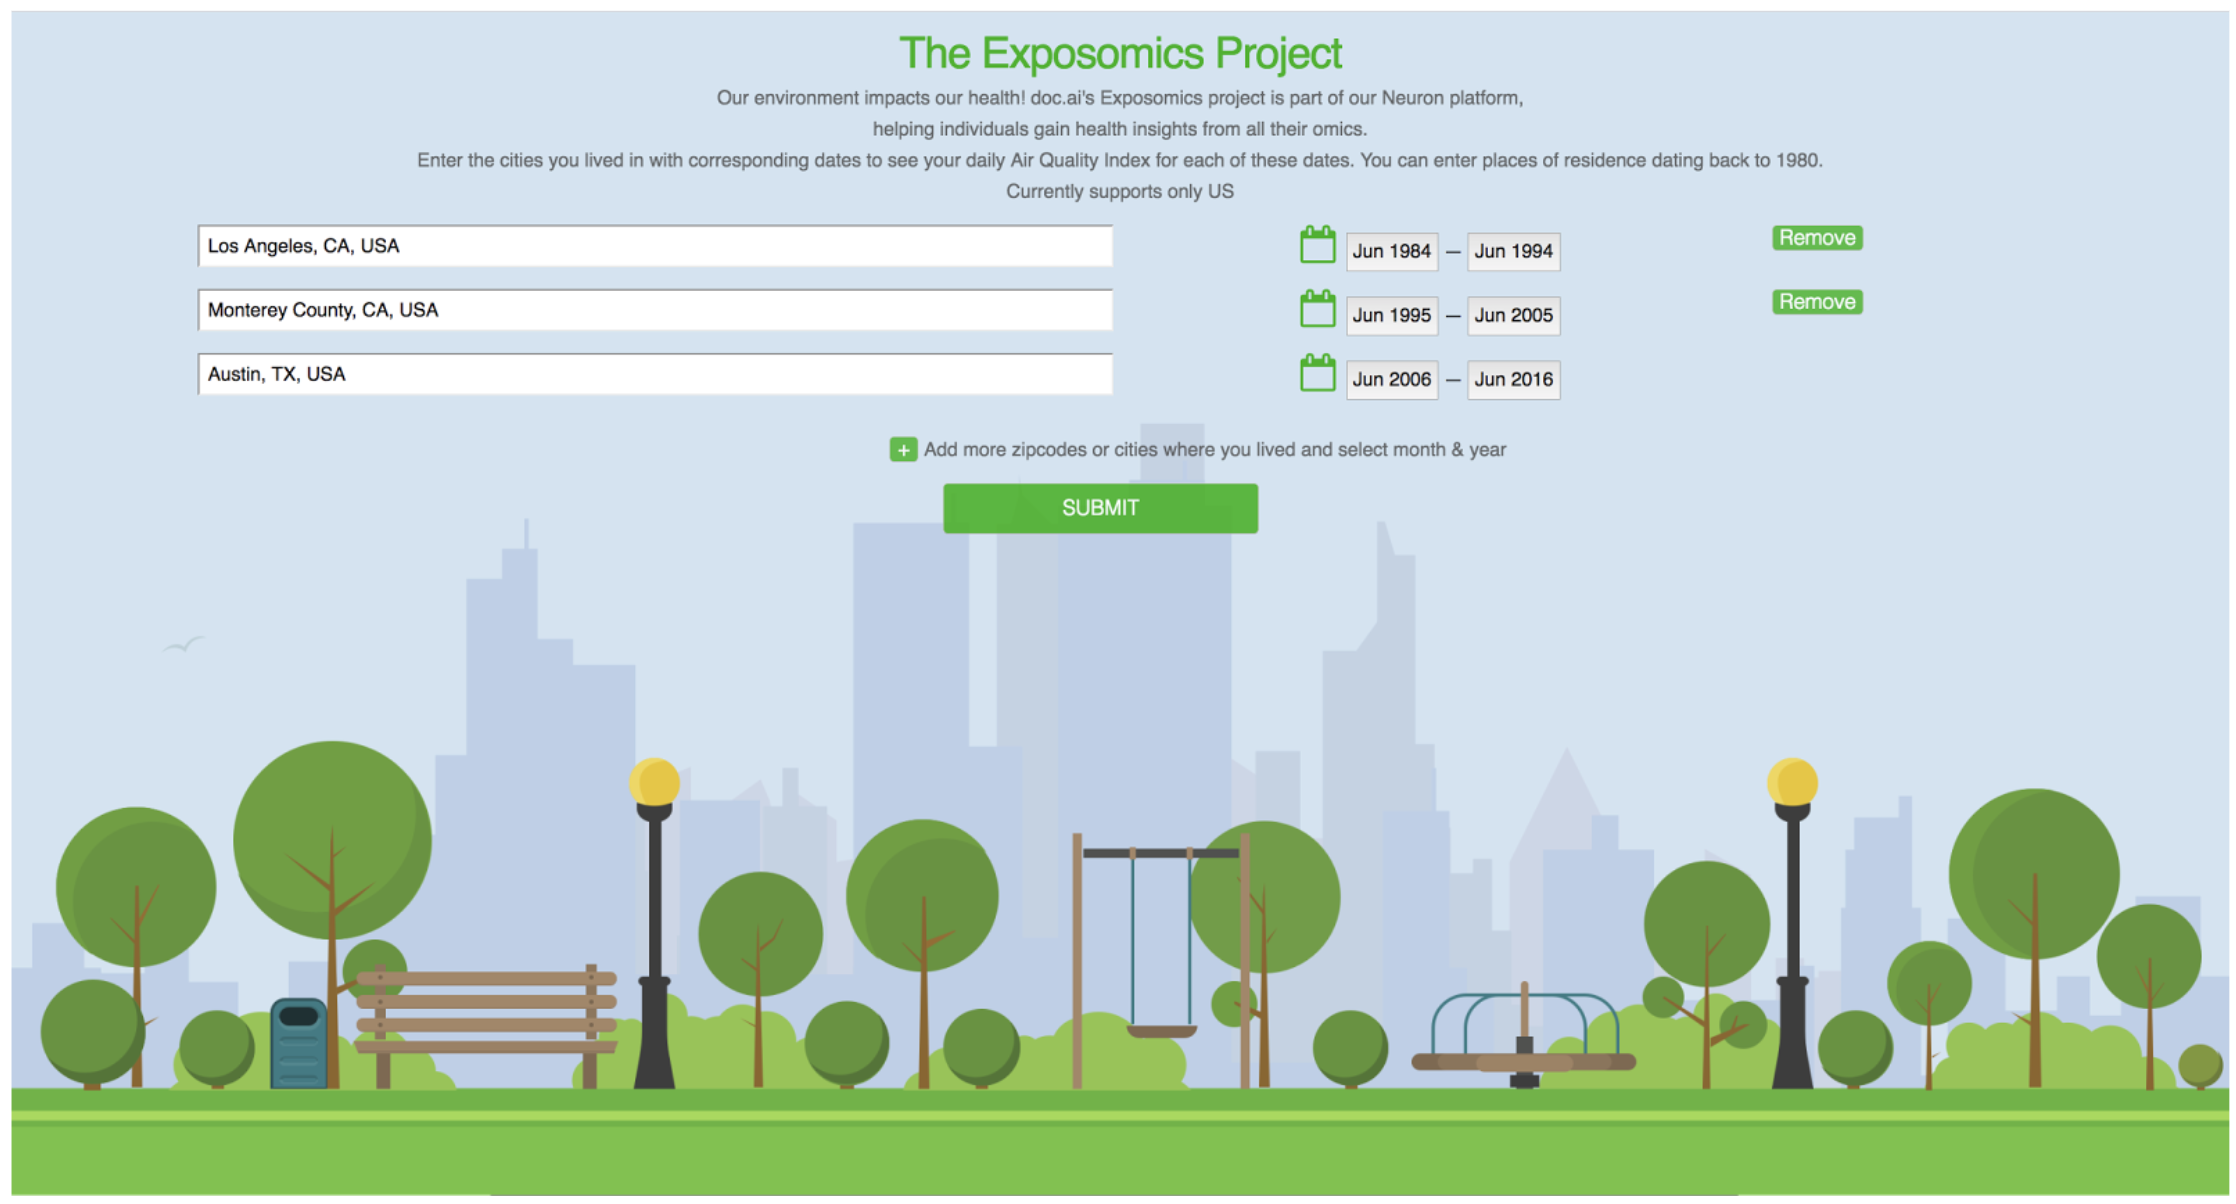 The Exposomics Project
Our environment impacts our health! doc.ai's Exposomics project is part of our Neuron platform,
helping individuals gain health insights from all their omics.
Enter the cities you lived in with corresponding dates to see your daily Air Quality Index for each of these dates. You can enter places of residence dating back to 1980.
Currently supports only US
Los Angeles, CA, USA Jun 1984 – Jun 1994 Remove
Monterey County, CA, USA Jun 1995 – Jun 2005 Remove
Austin, TX, USA Jun 2006 – Jun 2016
+ Add more zipcodes or cities where you lived and select month & year
SUBMIT